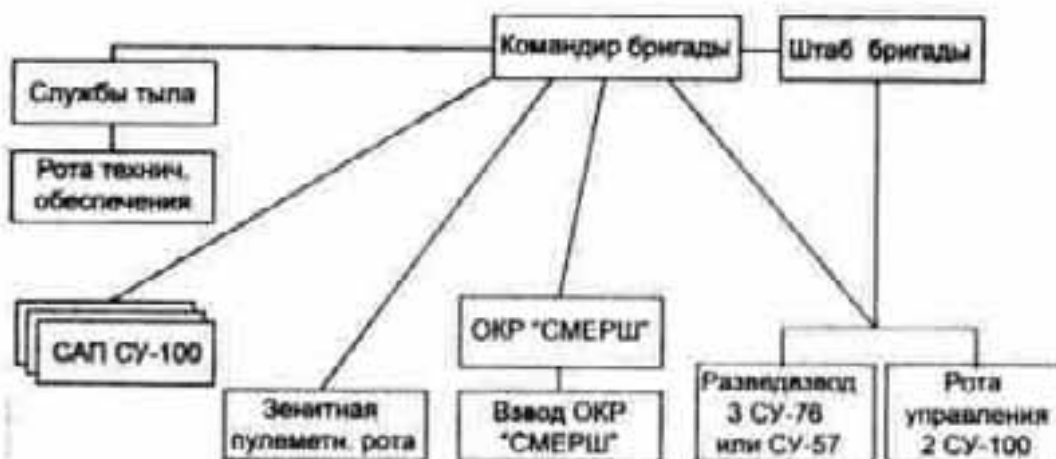 Командир бригады
Штаб бригады
Службы тыла
Рота технич.
обеспечения
САП СУ-100
Зенитная
пулеметн. рота
ОКР "СМЕРШ"
Взвод ОКР
"СМЕРШ"
Разведвзвод
3 СУ-76
или СУ-57
Рота
управления
2 СУ-100